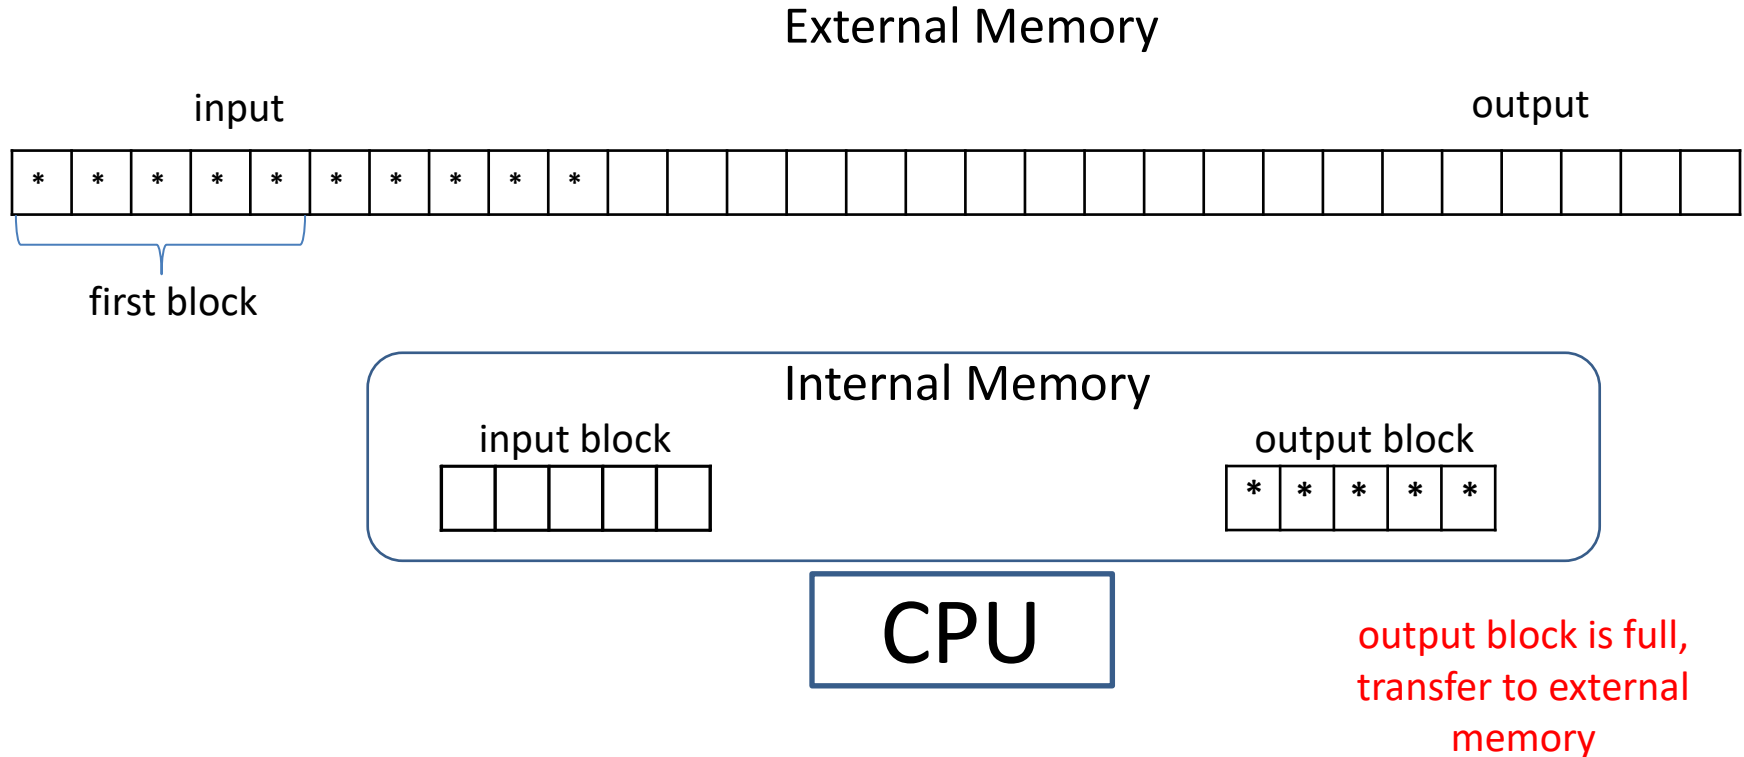 External Memory
input
output
* * * * * * * * * *
first block
Internal Memory
input block
output block
* * * * *
CPU
output block is full,
transfer to external
memory